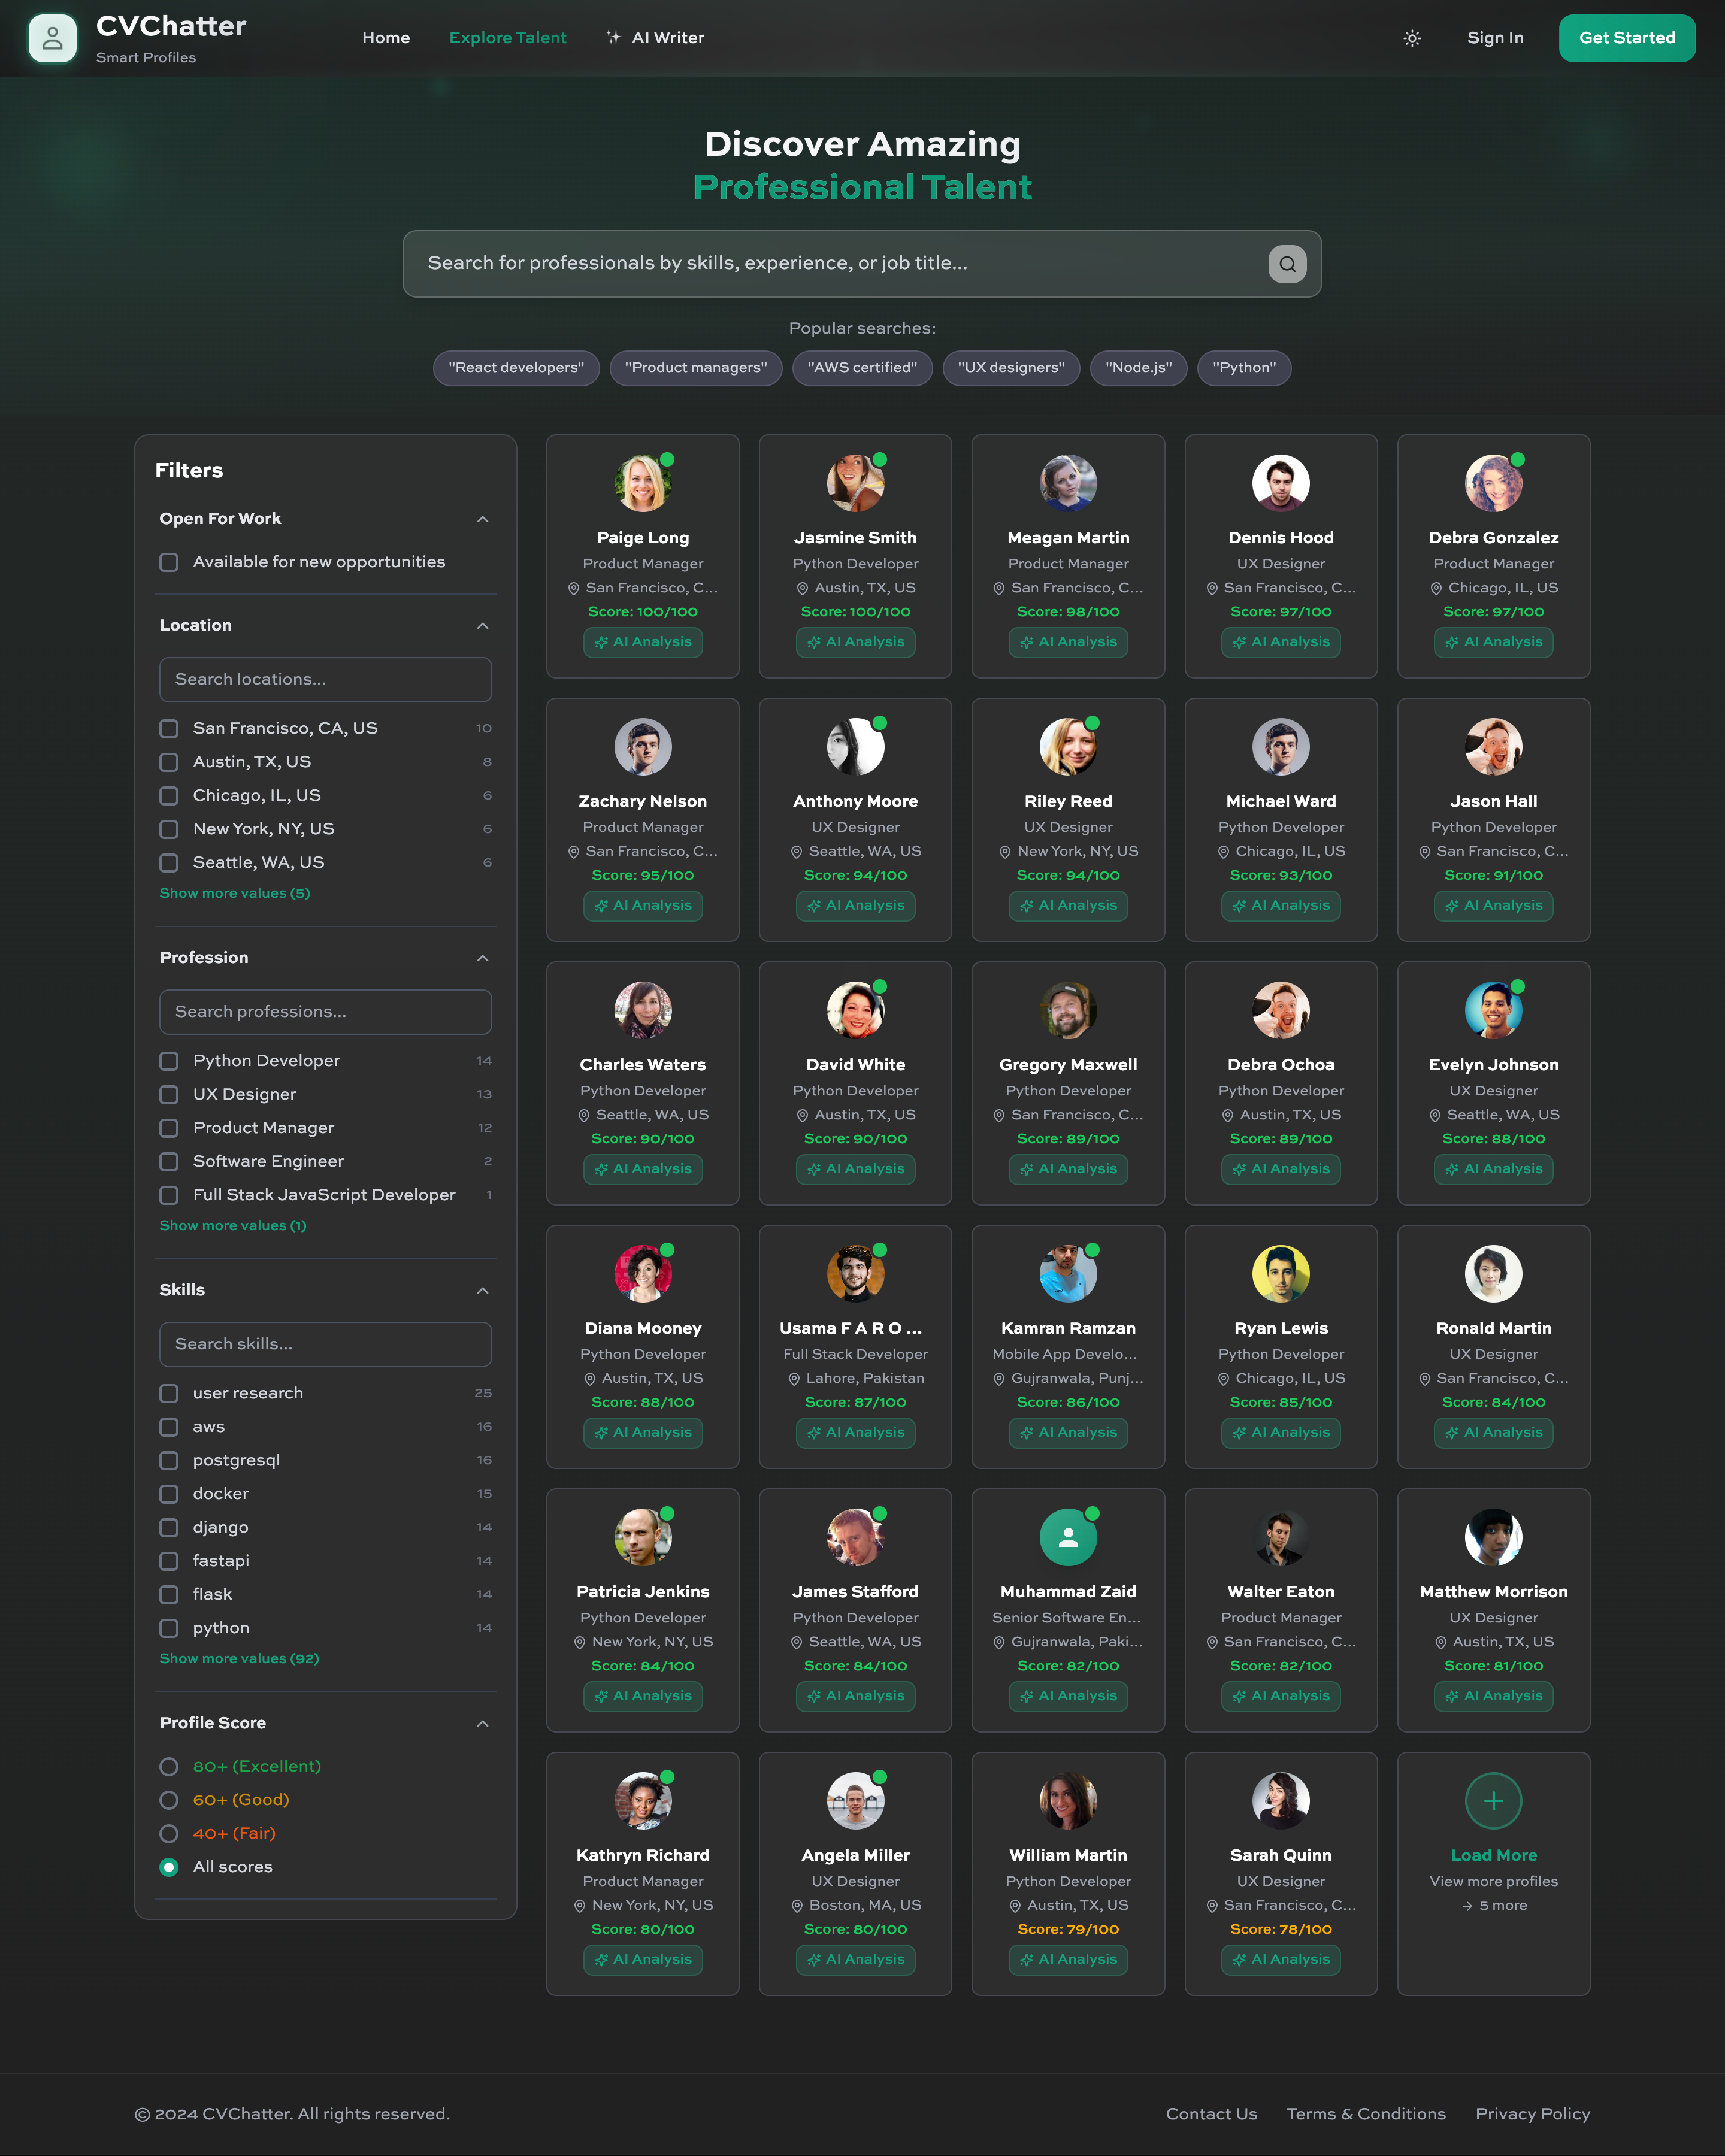 CVChatter
Smart Profiles
Home
Explore Talent
AI Writer
Sign In
Get Started
Discover Amazing
Professional Talent
Search for professionals by skills, experience, or job title...
Popular searches:
"React developers"
"Product managers"
"AWS certified"
"UX designers"
"Node.js"
"Python"
Filters
Open For Work
Available for new opportunities
Location
Search locations...
San Francisco, CA, US 10
Austin, TX, US 8
Chicago, IL, US 6
New York, NY, US 6
Seattle, WA, US 6
Show more values (5)
Profession
Search professions...
Python Developer 14
UX Designer 13
Product Manager 12
Software Engineer 2
Full Stack JavaScript Developer 1
Show more values (1)
Skills
Search skills...
user research 25
aws 16
postgresql 16
docker 15
django 14
fastapi 14
flask 14
python 14
Show more values (92)
Profile Score
80+ (Excellent)
60+ (Good)
40+ (Fair)
All scores
Paige Long
Product Manager
San Francisco, C...
Score: 100/100
AI Analysis
Jasmine Smith
Python Developer
Austin, TX, US
Score: 100/100
AI Analysis
Meagan Martin
Product Manager
San Francisco, C...
Score: 98/100
AI Analysis
Dennis Hood
UX Designer
San Francisco, C...
Score: 97/100
AI Analysis
Debra Gonzalez
Product Manager
Chicago, IL, US
Score: 97/100
AI Analysis
Zachary Nelson
Product Manager
San Francisco, C...
Score: 95/100
AI Analysis
Anthony Moore
UX Designer
Seattle, WA, US
Score: 94/100
AI Analysis
Riley Reed
UX Designer
New York, NY, US
Score: 94/100
AI Analysis
Michael Ward
Python Developer
Chicago, IL, US
Score: 93/100
AI Analysis
Jason Hall
Python Developer
San Francisco, C...
Score: 91/100
AI Analysis
Charles Waters
Python Developer
Seattle, WA, US
Score: 90/100
AI Analysis
David White
Python Developer
Austin, TX, US
Score: 90/100
AI Analysis
Gregory Maxwell
Python Developer
San Francisco, C...
Score: 89/100
AI Analysis
Debra Ochoa
Python Developer
Austin, TX, US
Score: 89/100
AI Analysis
Evelyn Johnson
UX Designer
Seattle, WA, US
Score: 88/100
AI Analysis
Diana Mooney
Python Developer
Austin, TX, US
Score: 88/100
AI Analysis
Usama F A R O ...
Full Stack Developer
Lahore, Pakistan
Score: 87/100
AI Analysis
Kamran Ramzan
Mobile App Develo...
Gujranwala, Punj...
Score: 86/100
AI Analysis
Ryan Lewis
Python Developer
Chicago, IL, US
Score: 85/100
AI Analysis
Ronald Martin
UX Designer
San Francisco, C...
Score: 84/100
AI Analysis
Patricia Jenkins
Python Developer
New York, NY, US
Score: 84/100
AI Analysis
James Stafford
Python Developer
Seattle, WA, US
Score: 84/100
AI Analysis
Muhammad Zaid
Senior Software En...
Gujranwala, Paki...
Score: 82/100
AI Analysis
Walter Eaton
Product Manager
San Francisco, C...
Score: 82/100
AI Analysis
Matthew Morrison
UX Designer
Austin, TX, US
Score: 81/100
AI Analysis
Kathryn Richard
Product Manager
New York, NY, US
Score: 80/100
AI Analysis
Angela Miller
UX Designer
Boston, MA, US
Score: 80/100
AI Analysis
William Martin
Python Developer
Austin, TX, US
Score: 79/100
AI Analysis
Sarah Quinn
UX Designer
San Francisco, C...
Score: 78/100
AI Analysis
Load More
View more profiles
→ 5 more
© 2024 CVChatter. All rights reserved.
Contact Us
Terms & Conditions
Privacy Policy